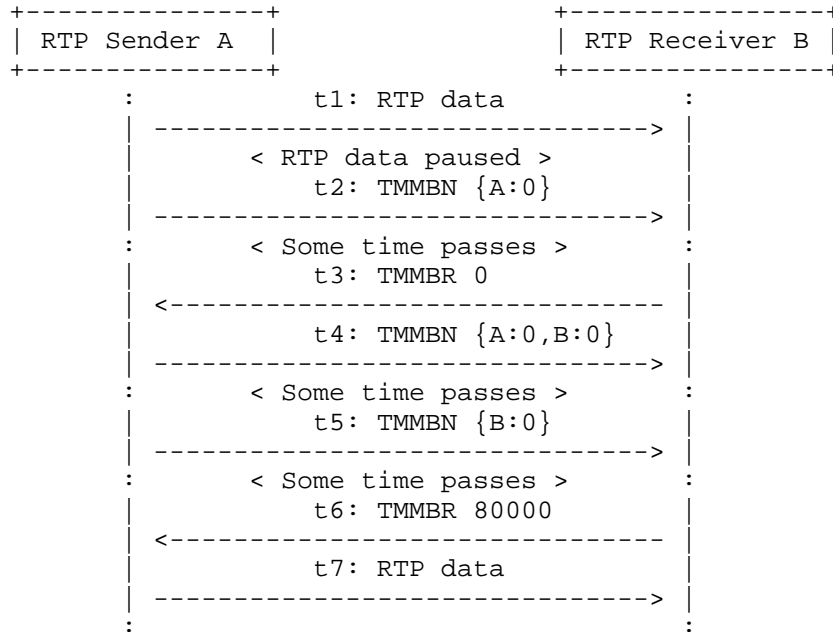 RTP Sender A RTP Receiver B
t1: RTP data
< RTP data paused >
t2: TMMBN {A:0}
< Some time passes >
t3: TMMBR 0
t4: TMMBN {A:0,B:0}
< Some time passes >
t5: TMMBN {B:0}
< Some time passes >
t6: TMMBR 80000
t7: RTP data